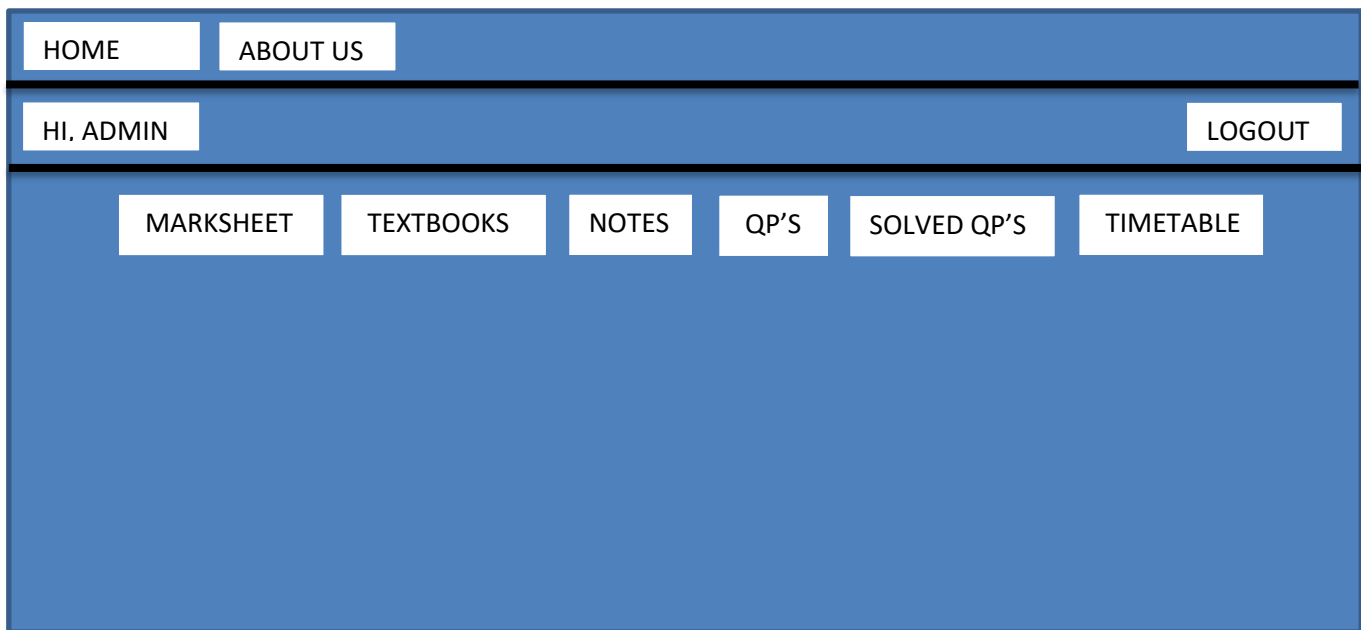 HOME ABOUT US
HI, ADMIN LOGOUT
MARKSHEET TEXTBOOKS NOTES QP’S SOLVED QP’S TIMETABLE